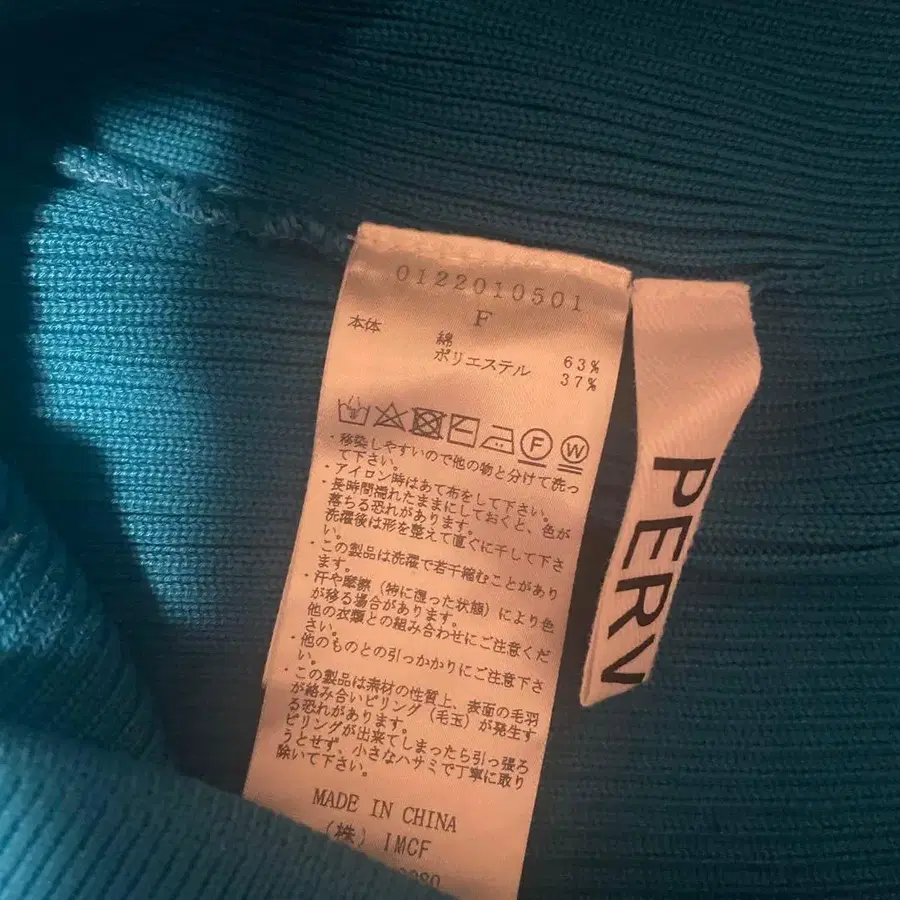 0122010501
F
本体
綿 63%
ポリエステル 37%
F W
・移染しやすいので他の物と分けて洗っ
て下さい。
・アイロン時はあて布をして下さい。
・長時間濡れたままにしておくと、色が
落ちる恐れがあります。
洗濯後は形を整えて直ぐに干して下さ
い。
・この製品は洗濯で若干縮むことがあり
ます。
・汗や摩擦（特に湿った状態）により色
が移る場合があります。
他の衣類との組み合わせにご注意くだ
さい。
・他のものとの引っかかりにご注意下さ
い。
・この製品は素材の性質上、表面の毛羽
が絡み合いピリング（毛玉）が発生す
る恐れがあります。
ピリングが出来てしまったら引っ張ろ
うとせず、小さなハサミで丁寧に取り
除いて下さい。
MADE IN CHINA
(株) IMCF
PERV